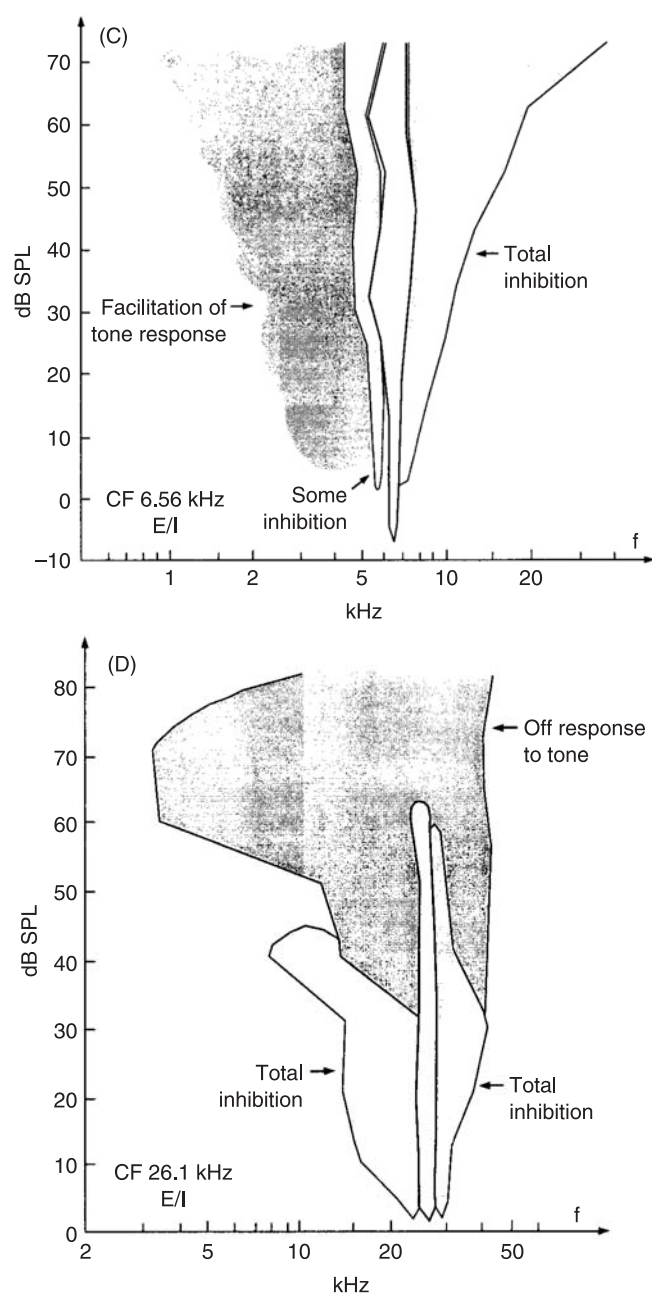 (C)
70
60
50
40
30
20
10
0
−10
dB SPL
Facilitation of
tone response
Total
inhibition
Some
inhibition
CF 6.56 kHz
E/I
f
1
2
5
10
20
kHz
(D)
80
70
60
50
40
30
20
10
0
dB SPL
Off response
to tone
Total
inhibition
Total
inhibition
CF 26.1 kHz
E/I
f
2
5
10
20
50
kHz